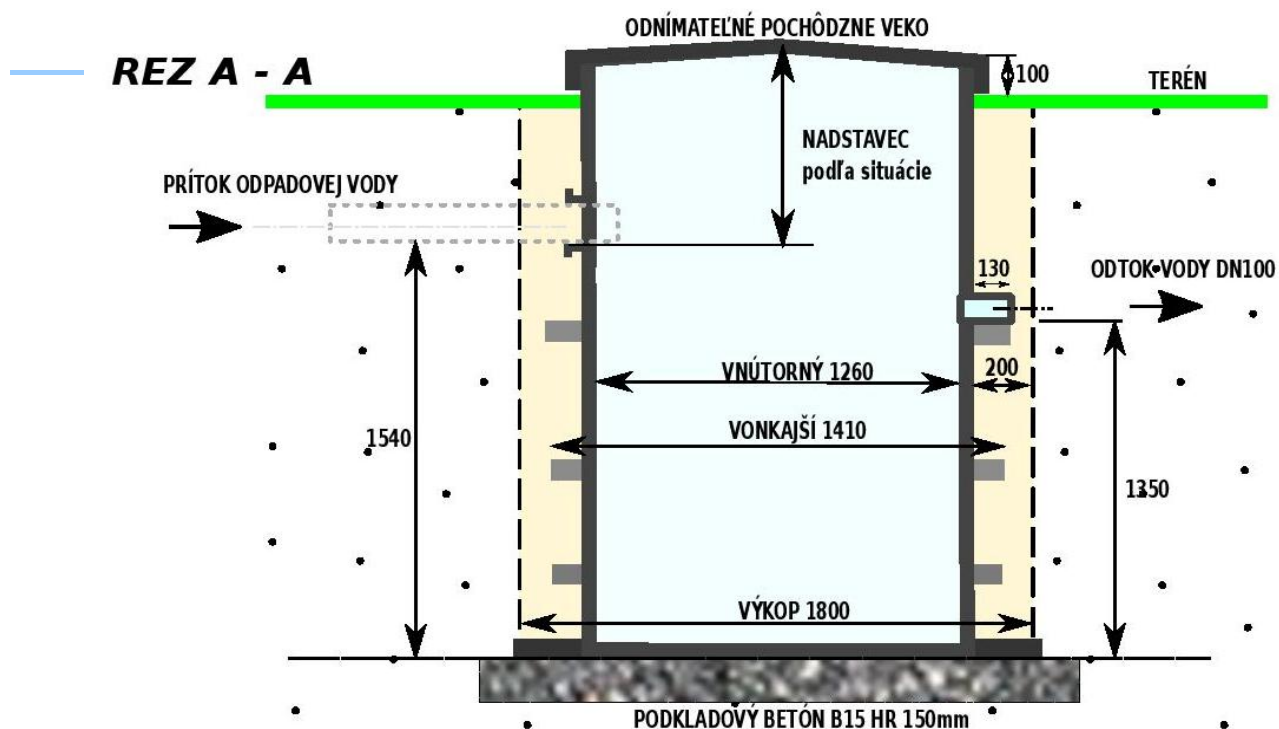 ODNÍMATEĽNÉ POCHÔDZNE VEKO
REZ A - A
100
TERÉN
NADSTAVEC
podľa situácie
PRÍTOK ODPADOVEJ VODY
130
ODTOK VODY DN100
VNÚTORNÝ 1260
200
1540
VONKAJŠÍ 1410
1350
VÝKOP 1800
PODKLADOVÝ BETÓN B15 HR 150mm